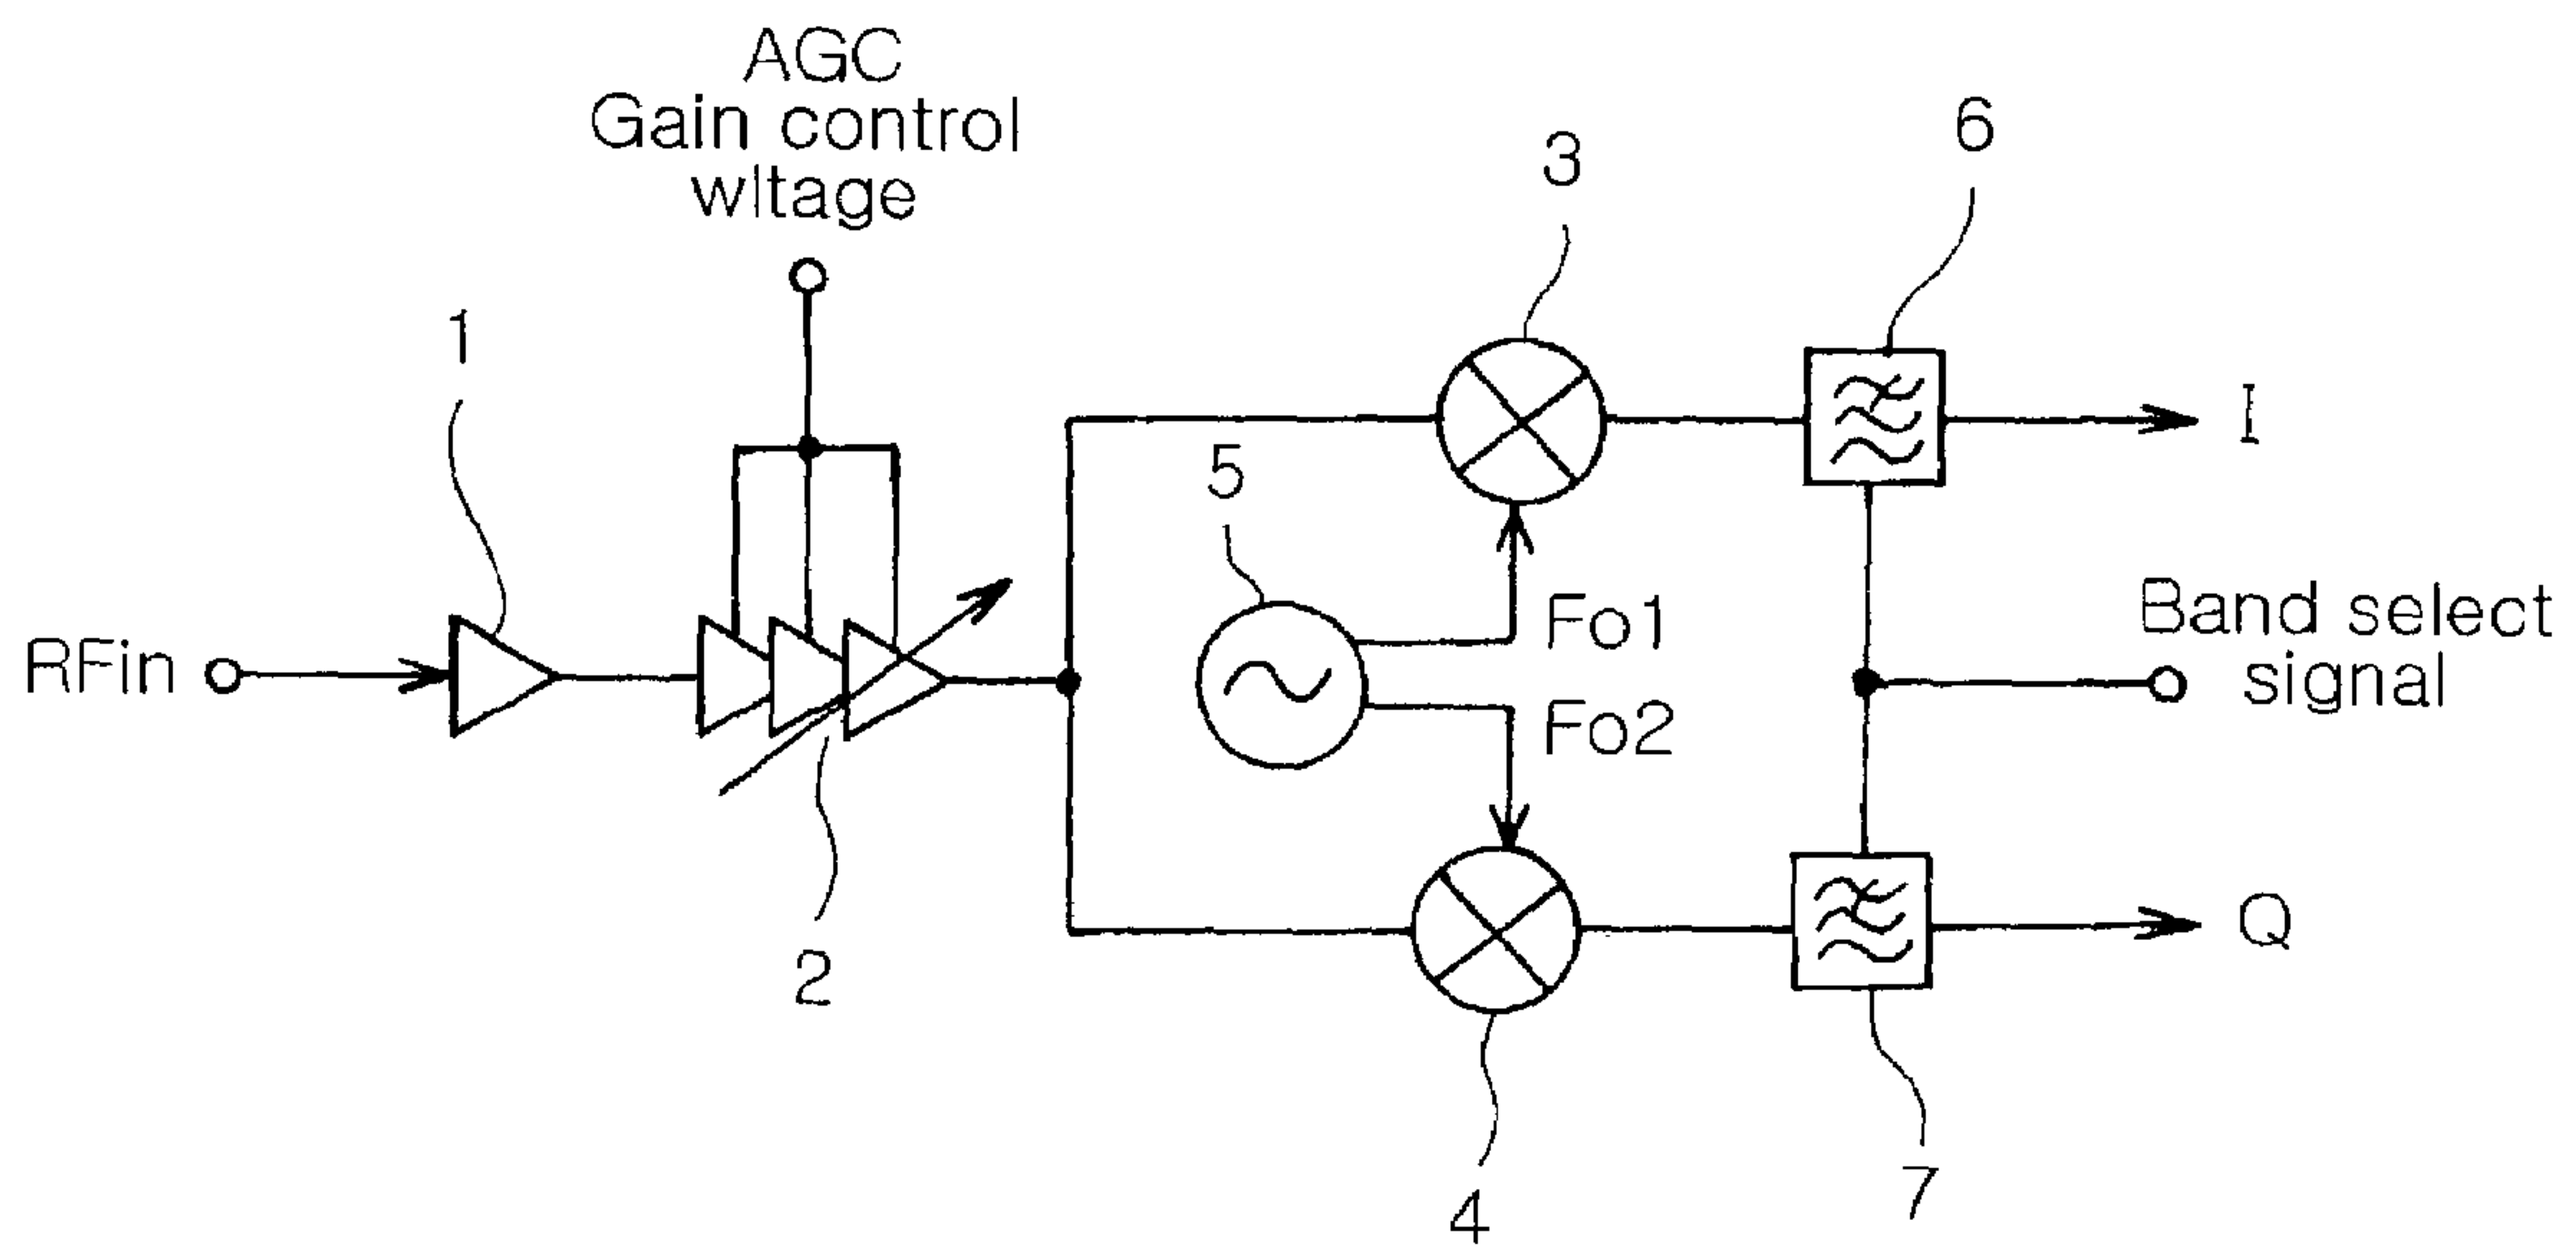 AGC
Gain control
wltage
1
3
6
5
I
RFin
Fo1
Fo2
Band select
signal
2
Q
4
7